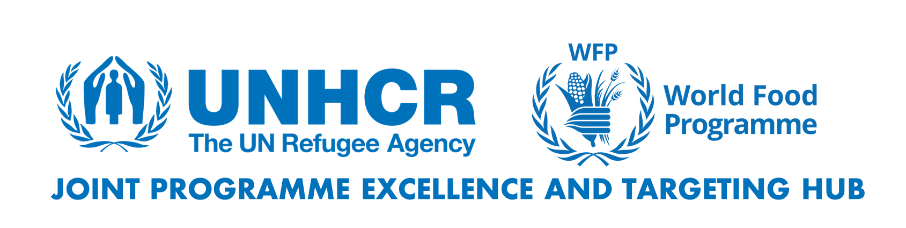 UNHCR
The UN Refugee Agency
WFP
World Food
Programme
JOINT PROGRAMME EXCELLENCE AND TARGETING HUB